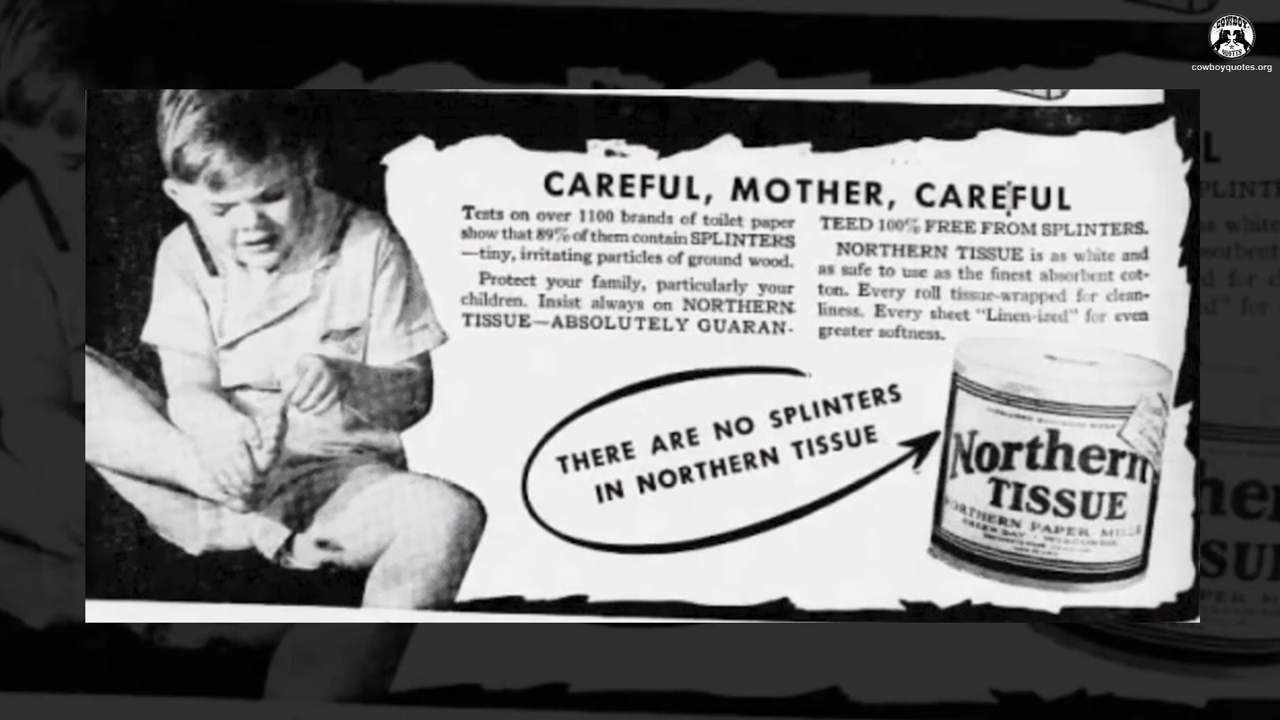 COWBOY
QUOTES
cowboyquotes.org
CAREFUL, MOTHER, CAREFUL
Tests on over 1100 brands of toilet paper
show that 89% of them contain SPLINTERS
—tiny, irritating particles of ground wood.
Protect your family, particularly your
children. Insist always on NORTHERN
TISSUE—ABSOLUTELY GUARAN-
TEED 100% FREE FROM SPLINTERS.
NORTHERN TISSUE is as white and
as safe to use as the finest absorbent cot-
ton. Every roll tissue-wrapped for clean-
liness. Every sheet "Linen-ized" for even
greater softness.
THERE ARE NO SPLINTERS
IN NORTHERN TISSUE
Northern
TISSUE
NORTHERN PAPER MILLS
GREEN BAY WISCONSIN